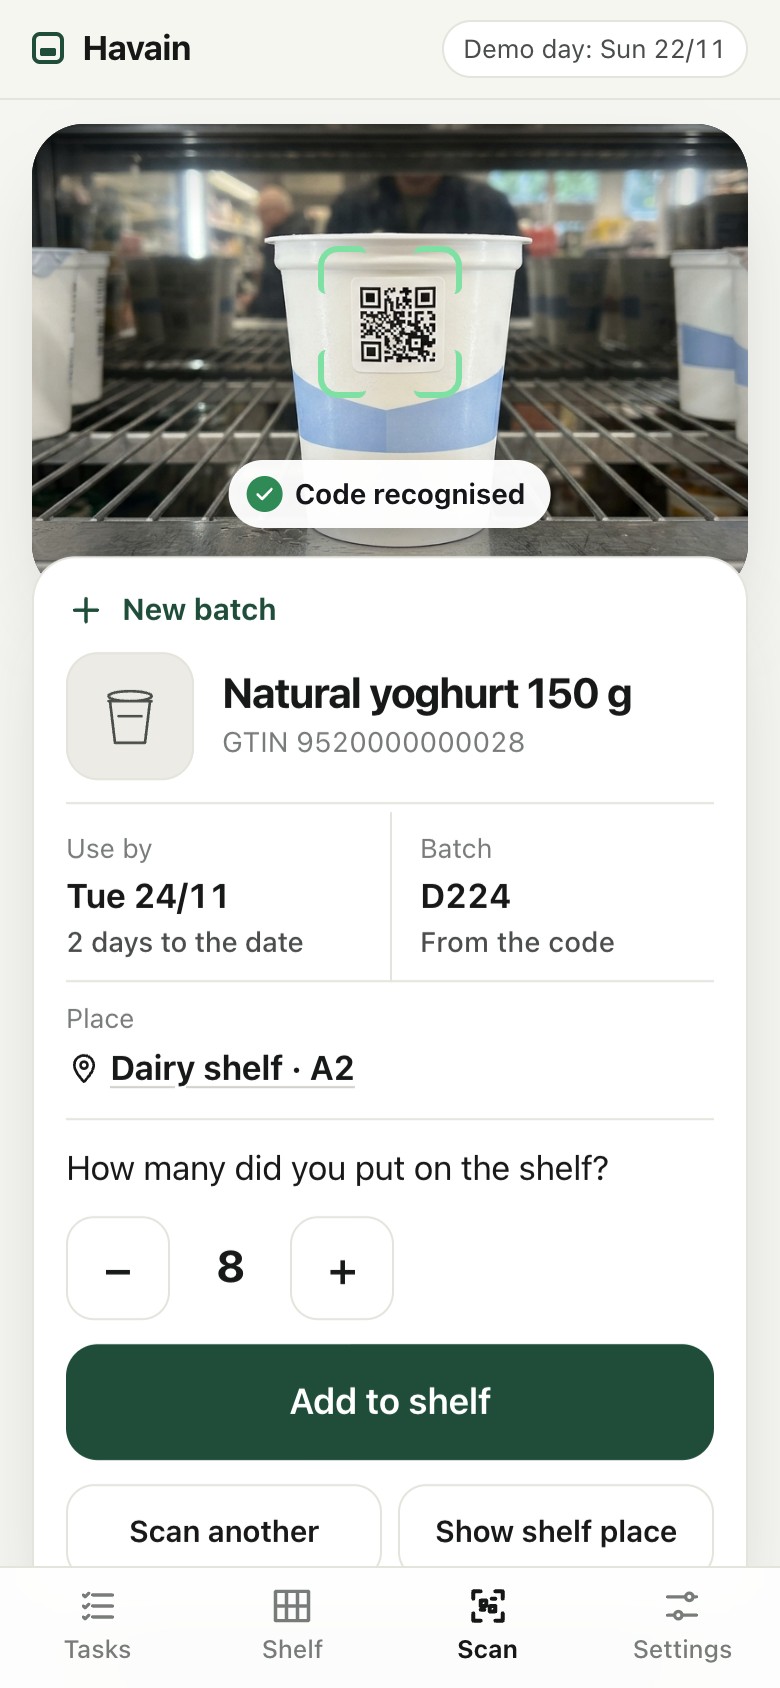 Havain
Demo day: Sun 22/11
Code recognised
New batch
Natural yoghurt 150 g
GTIN 9520000000028
Use by
Tue 24/11
2 days to the date
Batch
D224
From the code
Place
Dairy shelf · A2
How many did you put on the shelf?
− 8 +
Add to shelf
Scan another
Show shelf place
Tasks
Shelf
Scan
Settings